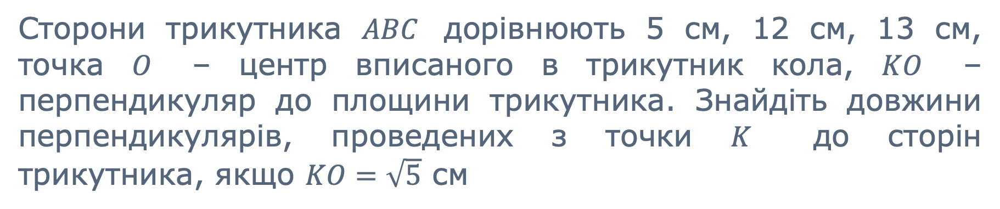 Сторони трикутника ABC дорівнюють 5 см, 12 см, 13 см,
точка O – центр вписаного в трикутник кола, KO –
перпендикуляр до площини трикутника. Знайдіть довжини
перпендикулярів, проведених з точки K до сторін
трикутника, якщо KO = √5 см